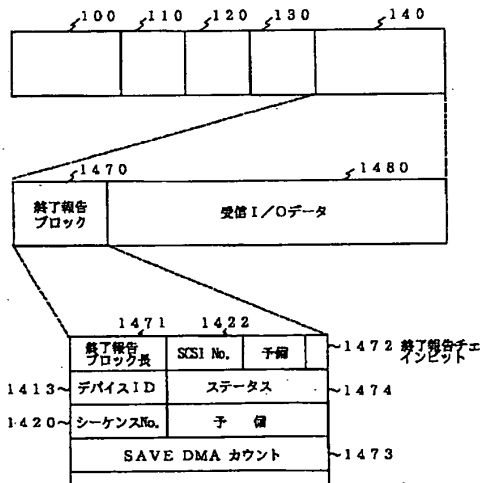 100 110 120 130 140
1470 1480
終了報告
ブロック
受信I/Oデータ
1471 1422
終了報告
ブロック長
SCSI No.
予備
1472 終了報告チェ
インビット
1413
デバイスID
ステータス
1474
1420
シーケンスNo.
予備
SAVE DMA カウント
1473